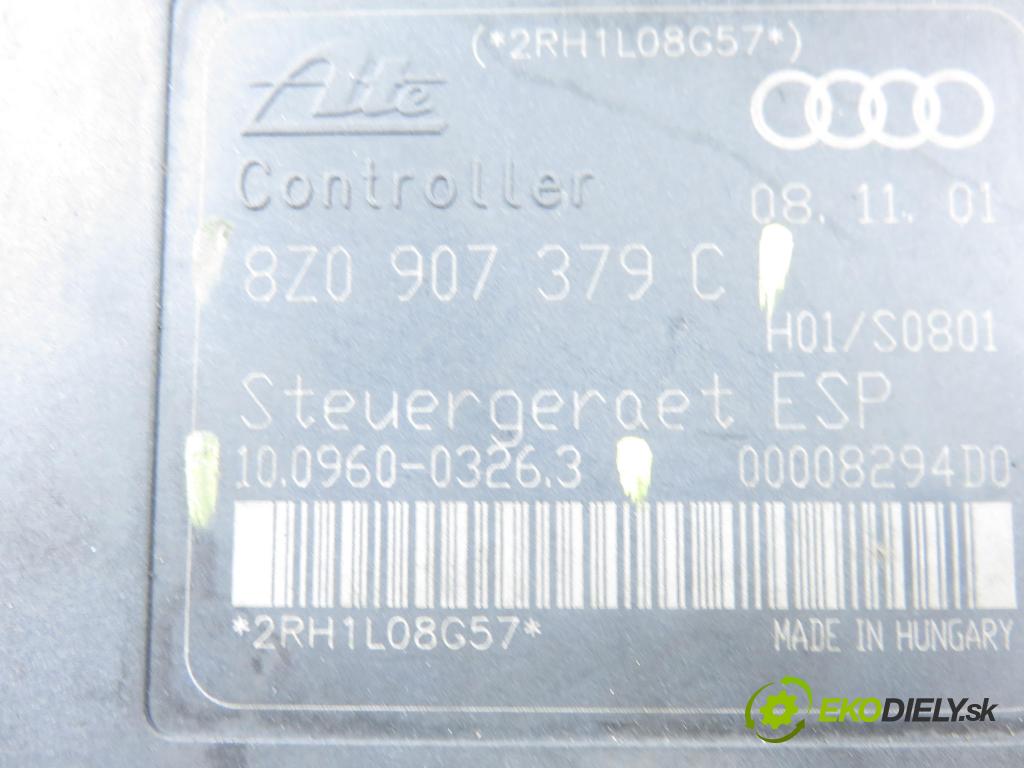 (*2RH1L08G57*)
Ate
Controller
08. 11. 01
8Z0 907 379 C
H01/S0801
Steuergeraet ESP
10.0960-0326.3 00008294D0
*2RH1L08G57* MADE IN HUNGARY
EKODIELY.sk